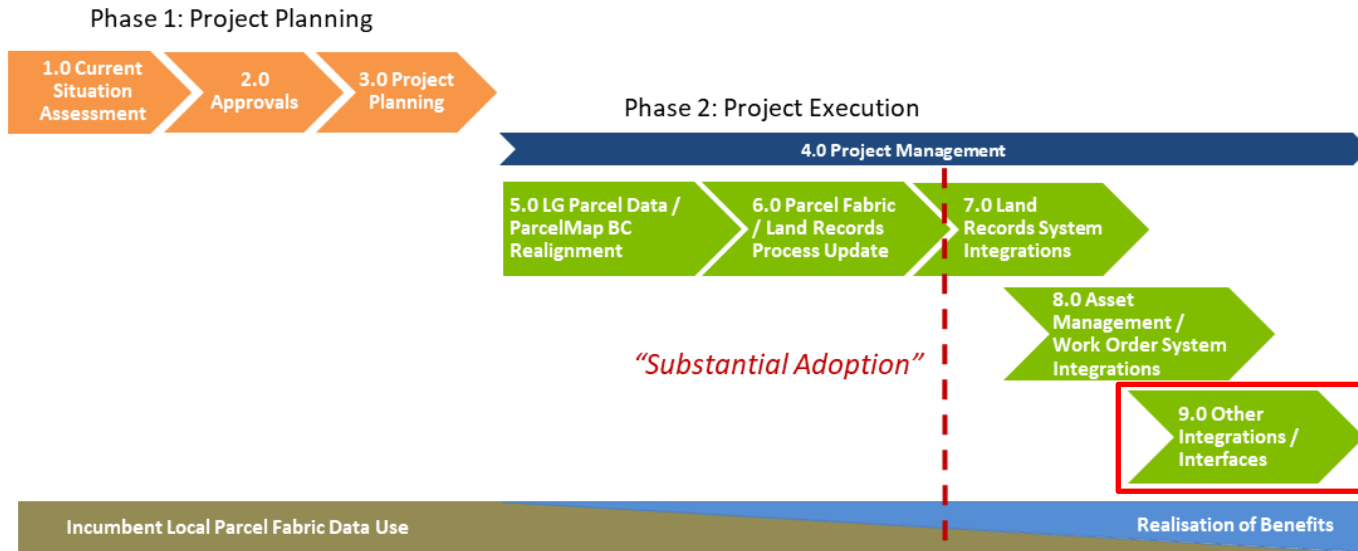 Phase 1: Project Planning
1.0 Current
Situation
Assessment
2.0
Approvals
3.0 Project
Planning
Phase 2: Project Execution
4.0 Project Management
5.0 LG Parcel Data /
ParcelMap BC
Realignment
6.0 Parcel Fabric
/ Land Records
Process Update
7.0 Land
Records System
Integrations
8.0 Asset
Management /
Work Order System
Integrations
“Substantial Adoption”
9.0 Other
Integrations /
Interfaces
Incumbent Local Parcel Fabric Data Use
Realisation of Benefits